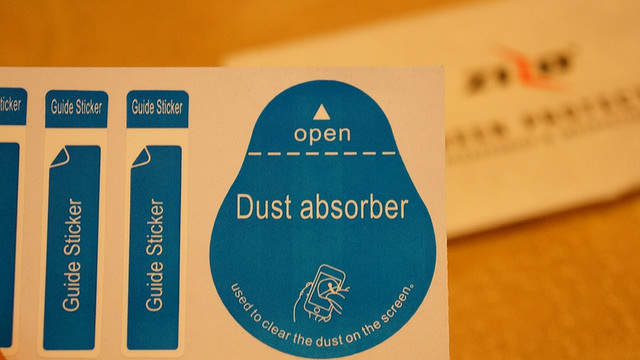 ticker
Guide Sticker
Guide Sticker
Guide Sticker
Guide Sticker
open
Dust absorber
used to clear the dust on the screen。